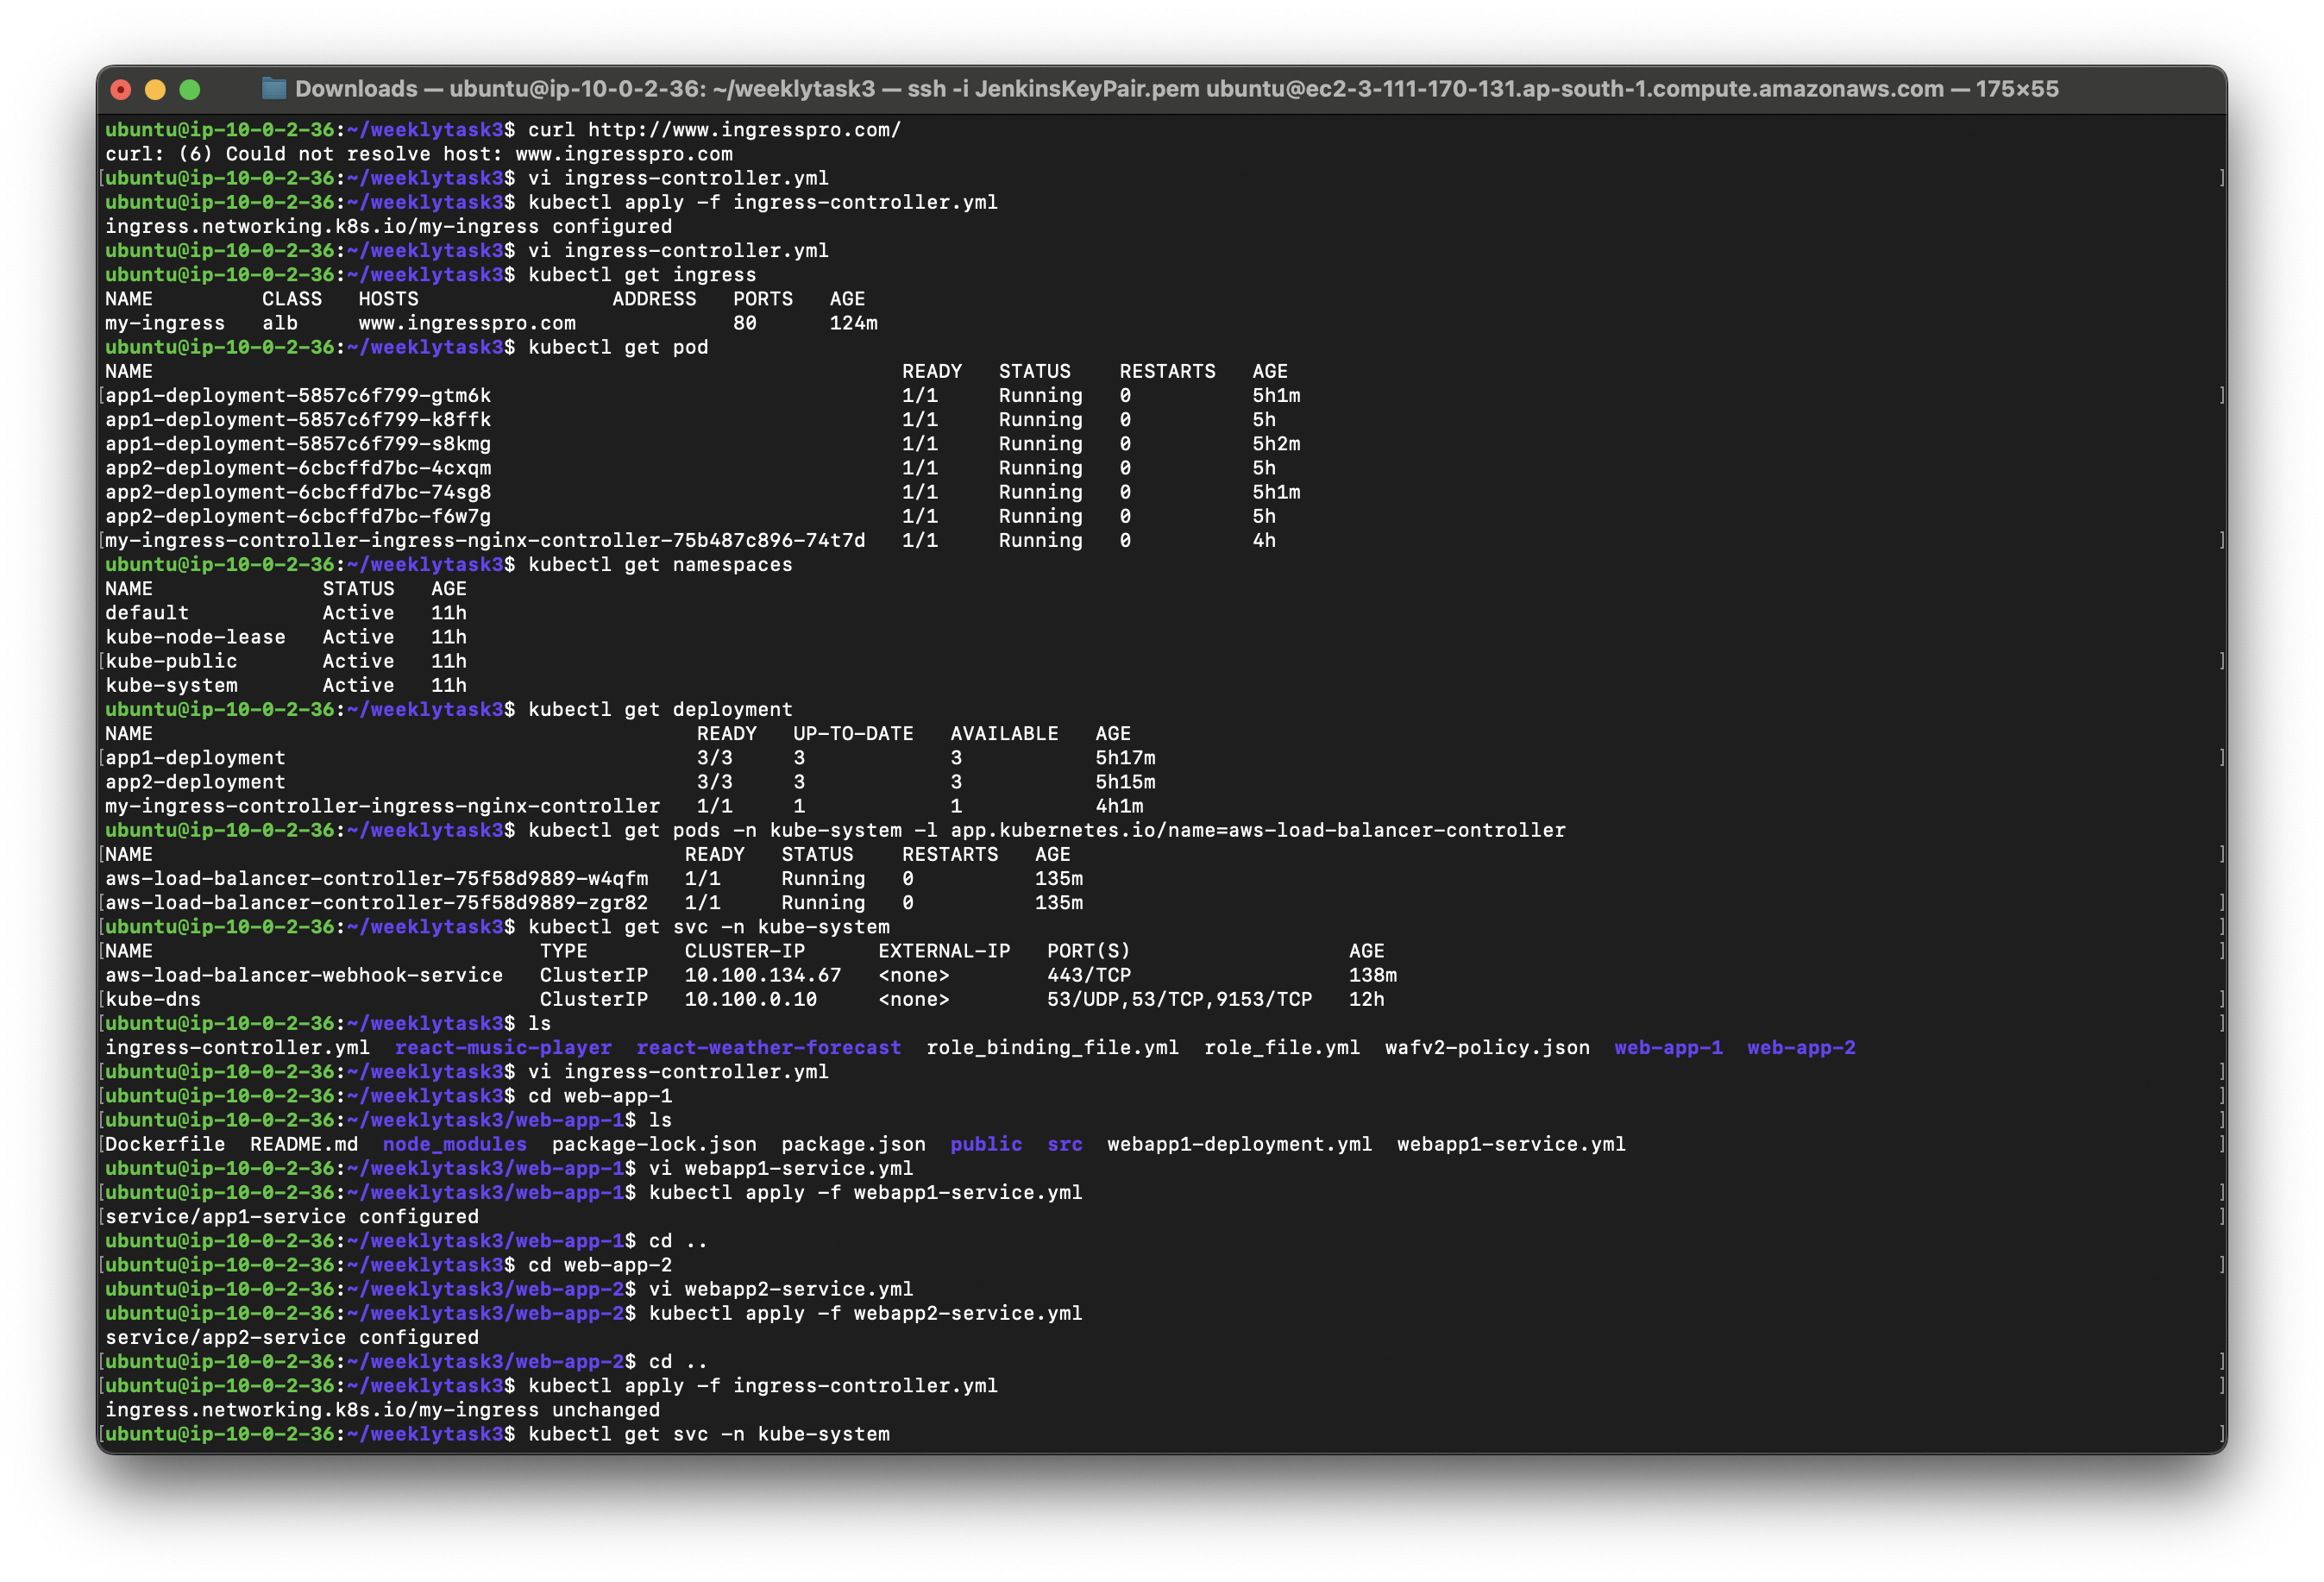 Downloads — ubuntu@ip-10-0-2-36: ~/weeklytask3 — ssh -i JenkinsKeyPair.pem ubuntu@ec2-3-111-170-131.ap-south-1.compute.amazonaws.com — 175×55
ubuntu@ip-10-0-2-36:~/weeklytask3$ curl http://www.ingresspro.com/
curl: (6) Could not resolve host: www.ingresspro.com
[ubuntu@ip-10-0-2-36:~/weeklytask3$ vi ingress-controller.yml ]
ubuntu@ip-10-0-2-36:~/weeklytask3$ kubectl apply -f ingress-controller.yml
ingress.networking.k8s.io/my-ingress configured
ubuntu@ip-10-0-2-36:~/weeklytask3$ vi ingress-controller.yml
ubuntu@ip-10-0-2-36:~/weeklytask3$ kubectl get ingress
NAME CLASS HOSTS ADDRESS PORTS AGE
my-ingress alb www.ingresspro.com 80 124m
ubuntu@ip-10-0-2-36:~/weeklytask3$ kubectl get pod
NAME READY STATUS RESTARTS AGE
[app1-deployment-5857c6f799-gtm6k 1/1 Running 0 5h1m ]
app1-deployment-5857c6f799-k8ffk 1/1 Running 0 5h
app1-deployment-5857c6f799-s8kmg 1/1 Running 0 5h2m
app2-deployment-6cbcffd7bc-4cxqm 1/1 Running 0 5h
app2-deployment-6cbcffd7bc-74sg8 1/1 Running 0 5h1m
app2-deployment-6cbcffd7bc-f6w7g 1/1 Running 0 5h
[my-ingress-controller-ingress-nginx-controller-75b487c896-74t7d 1/1 Running 0 4h ]
ubuntu@ip-10-0-2-36:~/weeklytask3$ kubectl get namespaces
NAME STATUS AGE
default Active 11h
kube-node-lease Active 11h
[kube-public Active 11h ]
kube-system Active 11h
ubuntu@ip-10-0-2-36:~/weeklytask3$ kubectl get deployment
NAME READY UP-TO-DATE AVAILABLE AGE
[app1-deployment 3/3 3 3 5h17m ]
app2-deployment 3/3 3 3 5h15m
my-ingress-controller-ingress-nginx-controller 1/1 1 1 4h1m
ubuntu@ip-10-0-2-36:~/weeklytask3$ kubectl get pods -n kube-system -l app.kubernetes.io/name=aws-load-balancer-controller
[NAME READY STATUS RESTARTS AGE ]
aws-load-balancer-controller-75f58d9889-w4qfm 1/1 Running 0 135m
[aws-load-balancer-controller-75f58d9889-zgr82 1/1 Running 0 135m ]
[ubuntu@ip-10-0-2-36:~/weeklytask3$ kubectl get svc -n kube-system ]
[NAME TYPE CLUSTER-IP EXTERNAL-IP PORT(S) AGE ]
aws-load-balancer-webhook-service ClusterIP 10.100.134.67 <none> 443/TCP 138m
[kube-dns ClusterIP 10.100.0.10 <none> 53/UDP,53/TCP,9153/TCP 12h ]
[ubuntu@ip-10-0-2-36:~/weeklytask3$ ls ]
ingress-controller.yml react-music-player react-weather-forecast role_binding_file.yml role_file.yml wafv2-policy.json web-app-1 web-app-2
[ubuntu@ip-10-0-2-36:~/weeklytask3$ vi ingress-controller.yml ]
[ubuntu@ip-10-0-2-36:~/weeklytask3$ cd web-app-1 ]
[ubuntu@ip-10-0-2-36:~/weeklytask3/web-app-1$ ls ]
[Dockerfile README.md node_modules package-lock.json package.json public src webapp1-deployment.yml webapp1-service.yml ]
ubuntu@ip-10-0-2-36:~/weeklytask3/web-app-1$ vi webapp1-service.yml
[ubuntu@ip-10-0-2-36:~/weeklytask3/web-app-1$ kubectl apply -f webapp1-service.yml ]
[service/app1-service configured ]
ubuntu@ip-10-0-2-36:~/weeklytask3/web-app-1$ cd ..
[ubuntu@ip-10-0-2-36:~/weeklytask3$ cd web-app-2 ]
ubuntu@ip-10-0-2-36:~/weeklytask3/web-app-2$ vi webapp2-service.yml
ubuntu@ip-10-0-2-36:~/weeklytask3/web-app-2$ kubectl apply -f webapp2-service.yml
service/app2-service configured
[ubuntu@ip-10-0-2-36:~/weeklytask3/web-app-2$ cd .. ]
[ubuntu@ip-10-0-2-36:~/weeklytask3$ kubectl apply -f ingress-controller.yml ]
ingress.networking.k8s.io/my-ingress unchanged
[ubuntu@ip-10-0-2-36:~/weeklytask3$ kubectl get svc -n kube-system ]